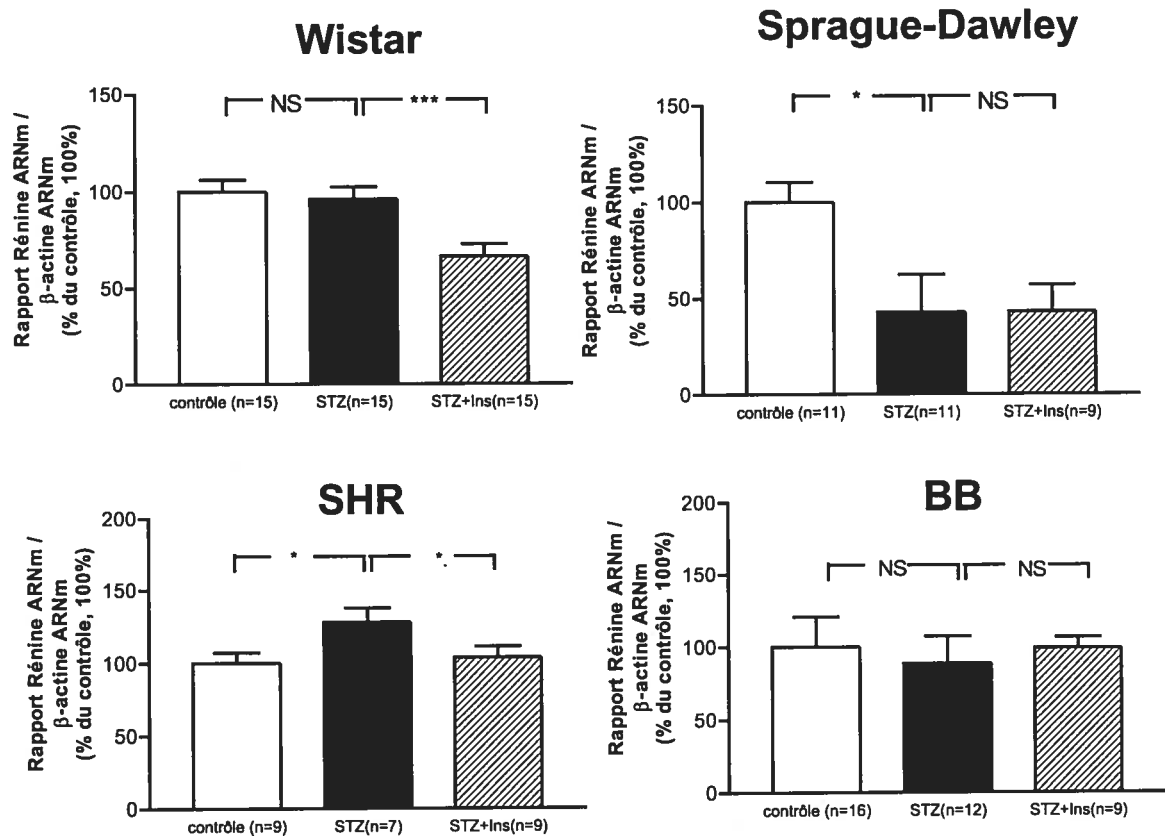 Wistar
Rapport Rénine ARNm /
β-actine ARNm
(% du contrôle, 100%)
150
100
50
0
NS
***
contrôle (n=15)
STZ(n=15)
STZ+Ins(n=15)
Sprague-Dawley
Rapport Rénine ARNm /
β-actine ARNm
(% du contrôle, 100%)
150
100
50
0
*
NS
contrôle (n=11)
STZ(n=11)
STZ+Ins(n=9)
SHR
Rapport Rénine ARNm /
β-actine ARNm
(% du contrôle, 100%)
200
150
100
50
0
*
*
contrôle (n=9)
STZ(n=7)
STZ+Ins(n=9)
BB
Rapport Rénine ARNm /
β-actine ARNm
(% du contrôle, 100%)
200
150
100
50
0
NS
NS
contrôle (n=16)
STZ(n=12)
STZ+Ins(n=9)